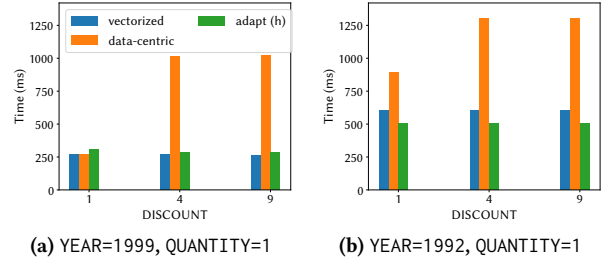 vectorized
data-centric
adapt (h)
Time (ms)
1250
1000
750
500
250
0
1
4
9
DISCOUNT
(a) YEAR=1999, QUANTITY=1
Time (ms)
1250
1000
750
500
250
0
1
4
9
DISCOUNT
(b) YEAR=1992, QUANTITY=1